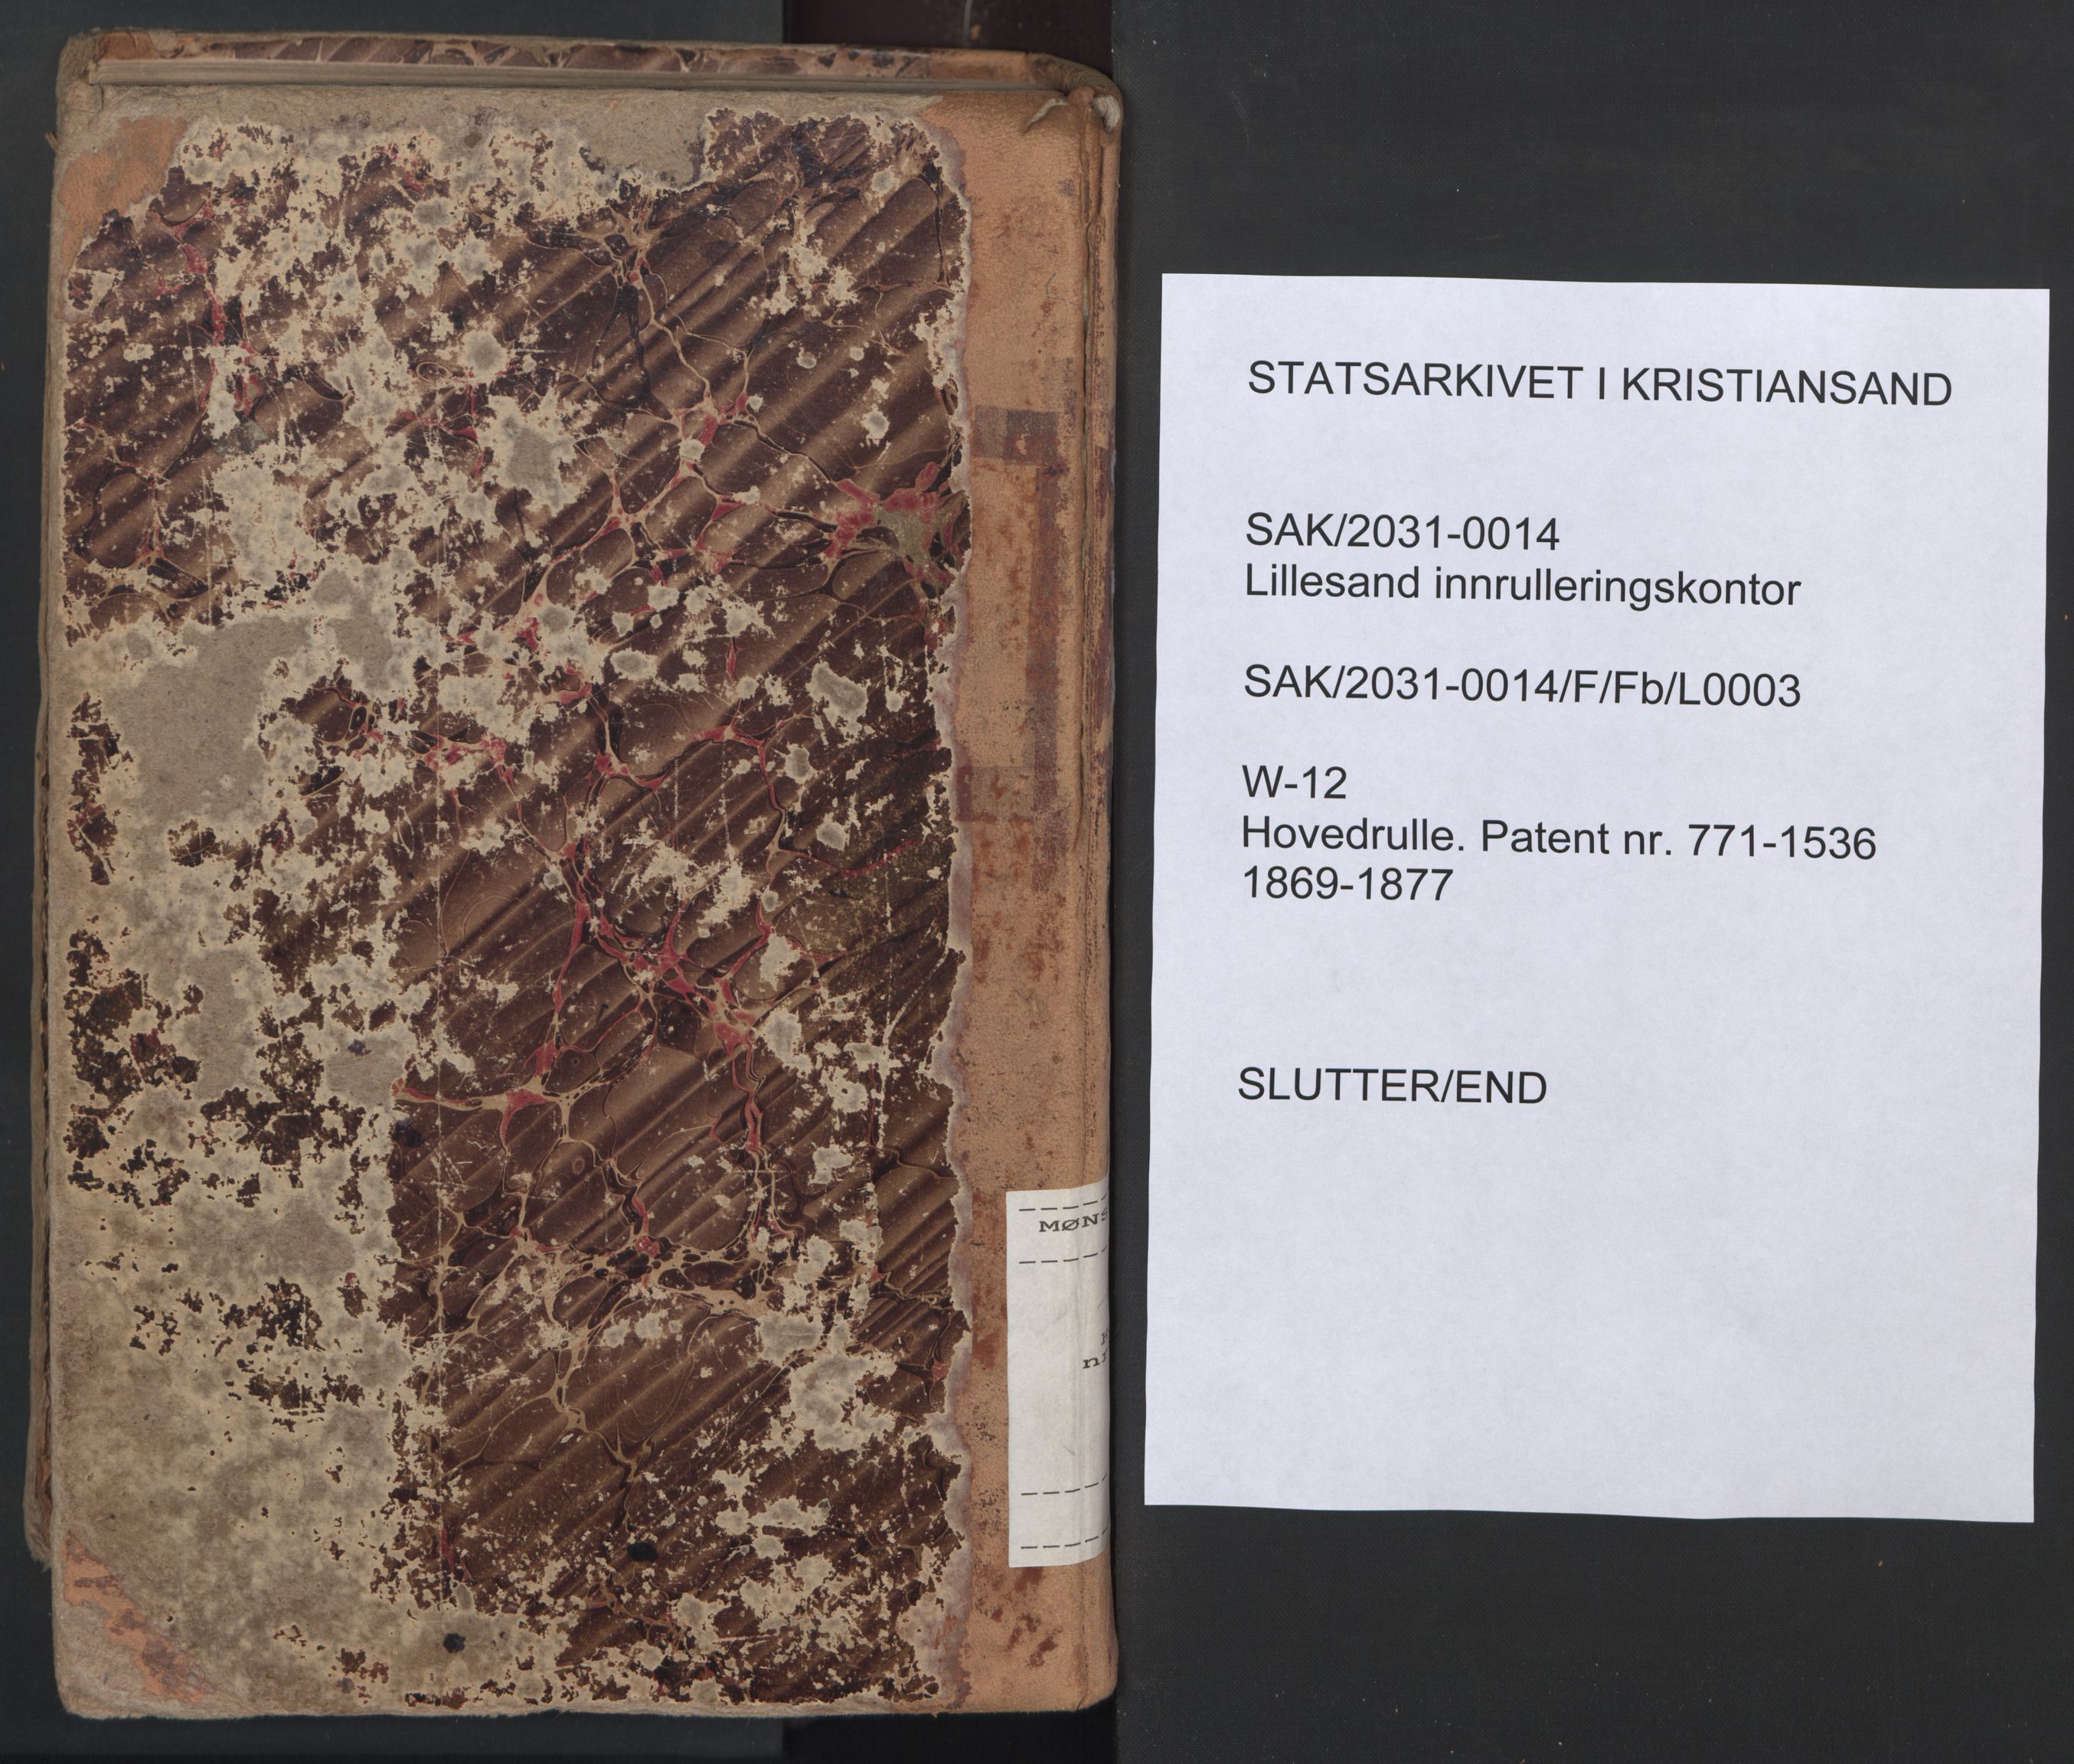 STATSARKIVET I KRISTIANSAND
SAK/2031-0014
Lillesand innrulleringskontor
SAK/2031-0014/F/Fb/L0003
W-12
Hovedrulle. Patent nr. 771-1536
1869-1877
SLUTTER/END
MØNS